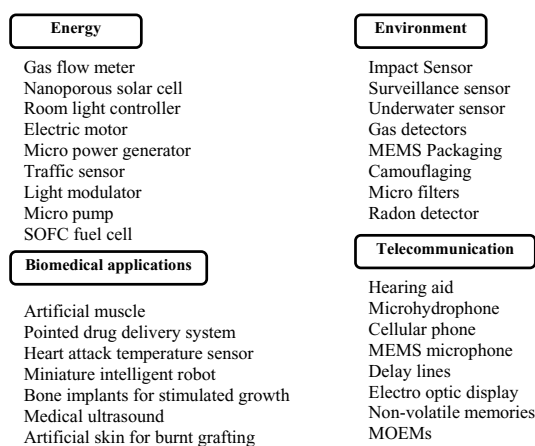 Energy
Gas flow meter
Nanoporous solar cell
Room light controller
Electric motor
Micro power generator
Traffic sensor
Light modulator
Micro pump
SOFC fuel cell
Biomedical applications
Artificial muscle
Pointed drug delivery system
Heart attack temperature sensor
Miniature intelligent robot
Bone implants for stimulated growth
Medical ultrasound
Artificial skin for burnt grafting
Environment
Impact Sensor
Surveillance sensor
Underwater sensor
Gas detectors
MEMS Packaging
Camouflaging
Micro filters
Radon detector
Telecommunication
Hearing aid
Microhydrophone
Cellular phone
MEMS microphone
Delay lines
Electro optic display
Non-volatile memories
MOEMs